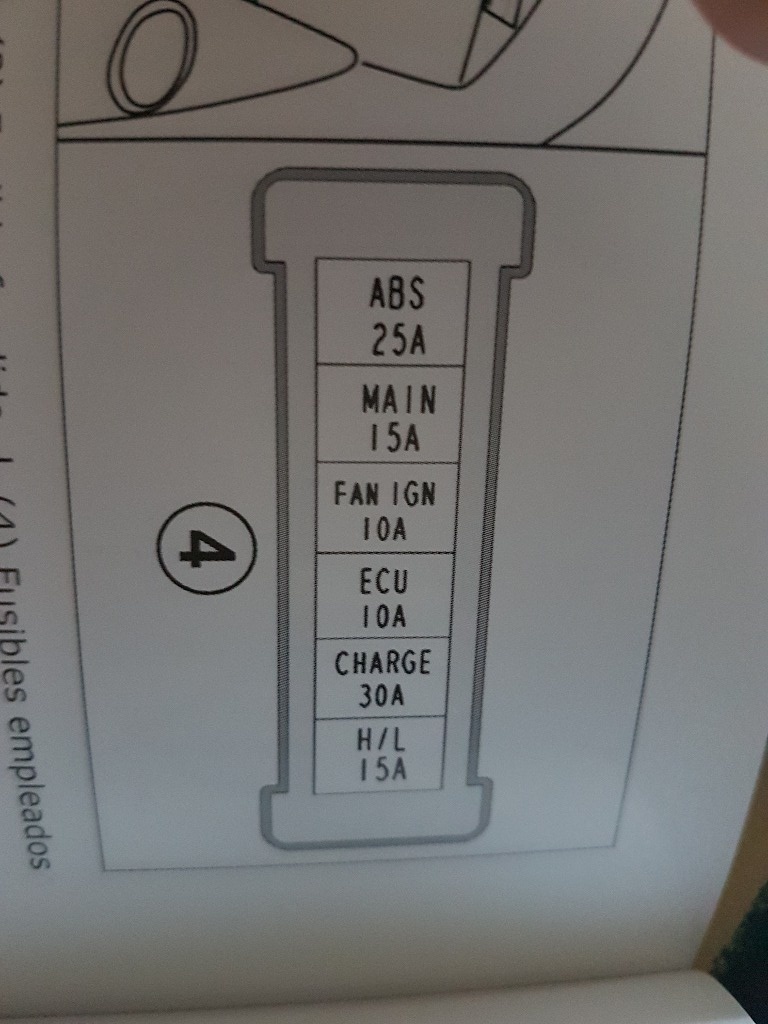 ABS
25A
MAIN
15A
FAN IGN
10A
ECU
10A
CHARGE
30A
H/L
15A
4
(4) Fusibles empleados